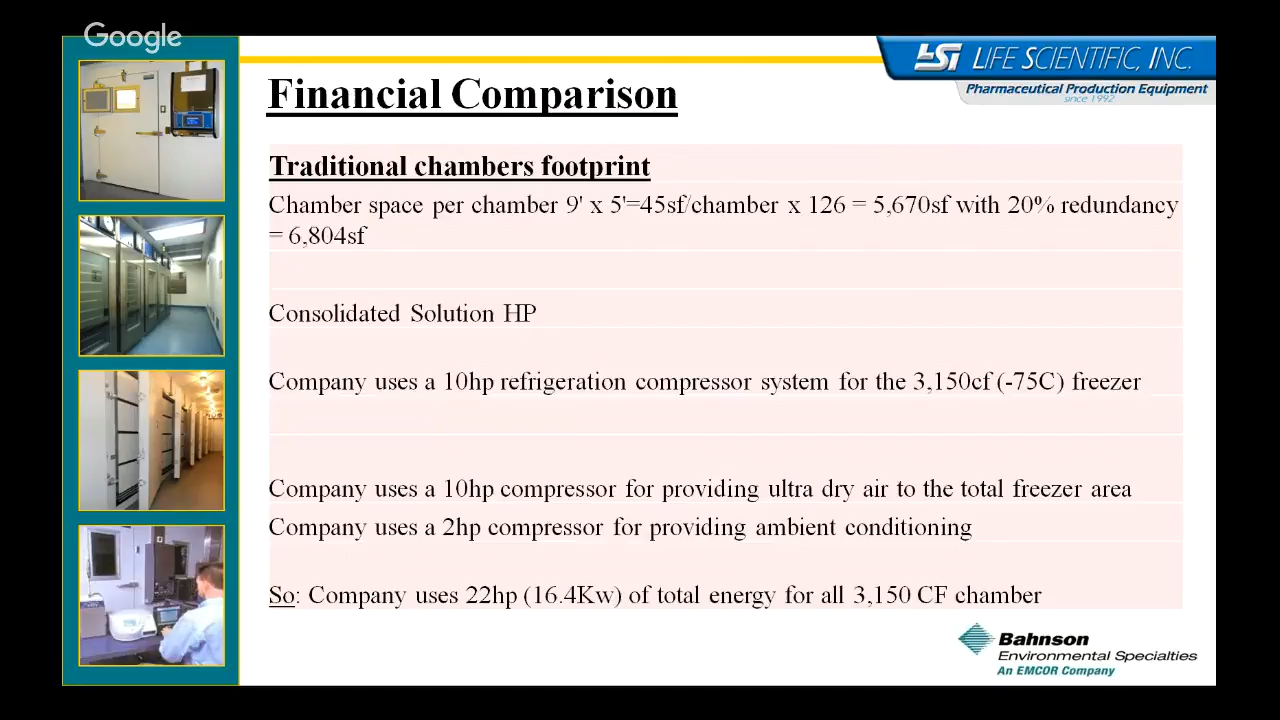 Google
LSI LIFE SCIENTIFIC, INC.
Pharmaceutical Production Equipment
since 1992
Financial Comparison
Traditional chambers footprint
Chamber space per chamber 9' x 5'=45sf/chamber x 126 = 5,670sf with 20% redundancy
= 6,804sf
Consolidated Solution HP
Company uses a 10hp refrigeration compressor system for the 3,150cf (-75C) freezer
Company uses a 10hp compressor for providing ultra dry air to the total freezer area
Company uses a 2hp compressor for providing ambient conditioning
So: Company uses 22hp (16.4Kw) of total energy for all 3,150 CF chamber
Bahnson
Environmental Specialties
An EMCOR Company